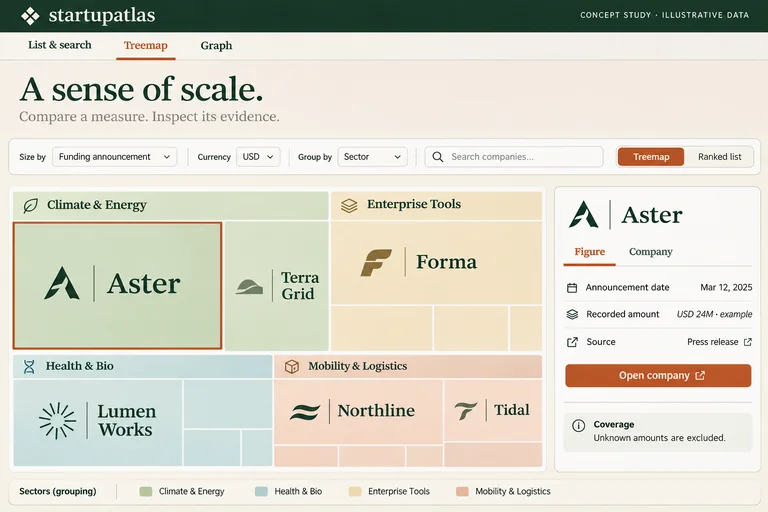 startupatlas
CONCEPT STUDY · ILLUSTRATIVE DATA
List & search
Treemap
Graph
A sense of scale.
Compare a measure. Inspect its evidence.
Size by
Funding announcement
Currency
USD
Group by
Sector
Search companies...
Treemap
Ranked list
Climate & Energy
Aster
Terra
Grid
Enterprise Tools
Forma
Health & Bio
Lumen
Works
Mobility & Logistics
Northline
Tidal
Aster
Figure
Company
Announcement date
Mar 12, 2025
Recorded amount
USD 24M · example
Source
Press release
Open company
Coverage
Unknown amounts are excluded.
Sectors (grouping)
Climate & Energy
Health & Bio
Enterprise Tools
Mobility & Logistics